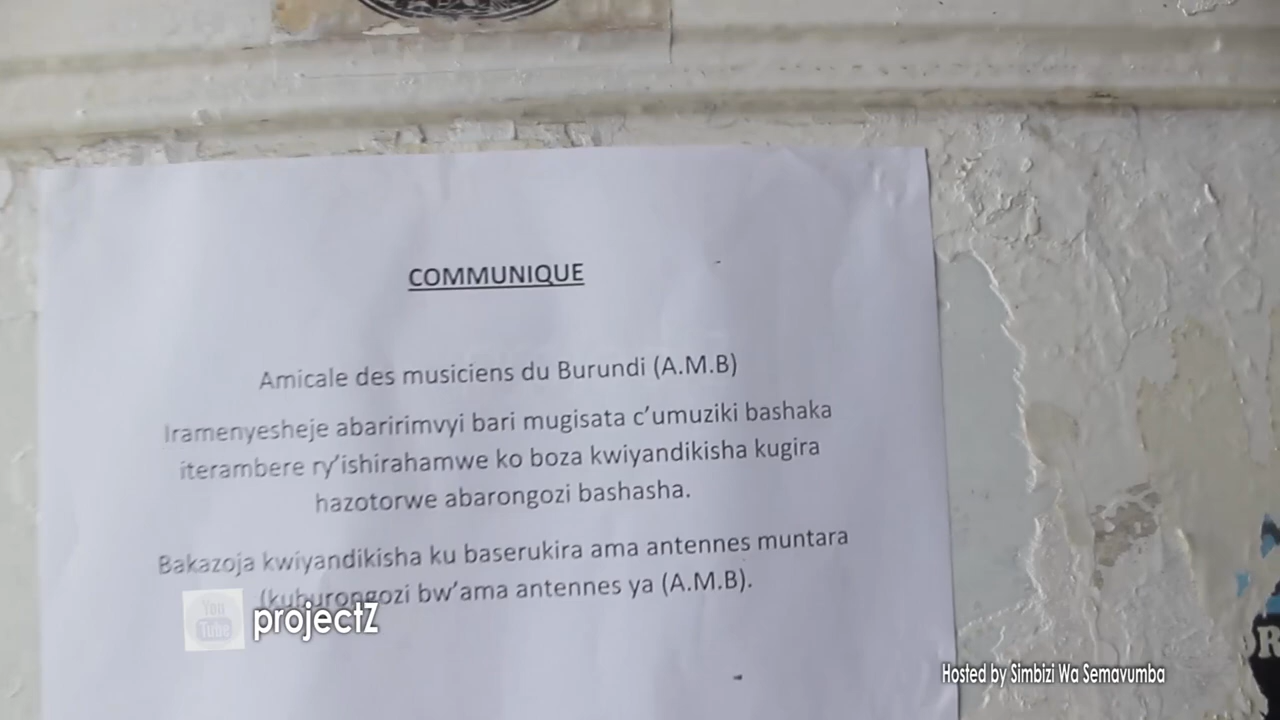 COMMUNIQUE
Amicale des musiciens du Burundi (A.M.B)
Iramenyesheje abaririmvyi bari mugisata c'umuziki bashaka
iterambere ry'ishirahamwe ko boza kwiyandikisha kugira
hazotorwe abarongozi bashasha.
Bakazoja kwiyandikisha ku baserukira ama antennes muntara
(kuburongozi bw'ama antennes ya (A.M.B).
You
Tube
projectZ
Hosted by Simbizi Wa Semavumba